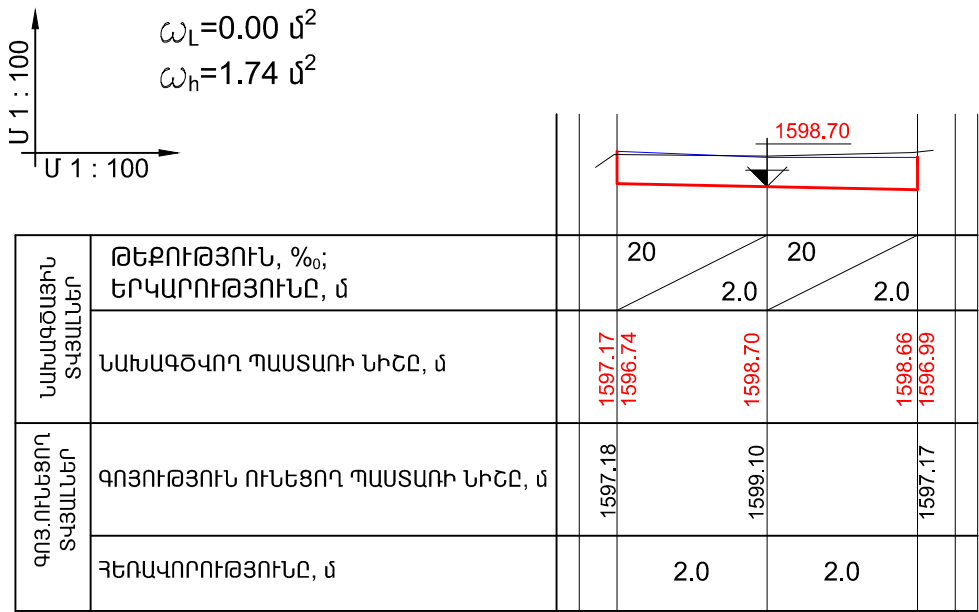 Մ 1 : 100
ωL=0.00 մ²
ωh=1.74 մ²
Մ 1 : 100
1598.70
ՆԱԽԱԳԾԱՅԻՆ
ՏՎՅԱԼՆԵՐ
ԹԵՔՈՒԹՅՈՒՆ, %₀;
ԵՐԿԱՐՈՒԹՅՈՒՆԸ, մ
20
2.0
20
2.0
ՆԱԽԱԳԾՎՈՂ ՊԱՍՏԱՌԻ ՆԻՇԸ, մ
1597.17
1596.74
1598.70
1598.66
1596.99
ԳՈՅ.ՈՒՆԵՑՈՂ
ՏՎՅԱԼՆԵՐ
ԳՈՅՈՒԹՅՈՒՆ ՈՒՆԵՑՈՂ ՊԱՍՏԱՌԻ ՆԻՇԸ, մ
1597.18
1599.10
1597.17
ՀԵՌԱՎՈՐՈՒԹՅՈՒՆԸ, մ
2.0
2.0